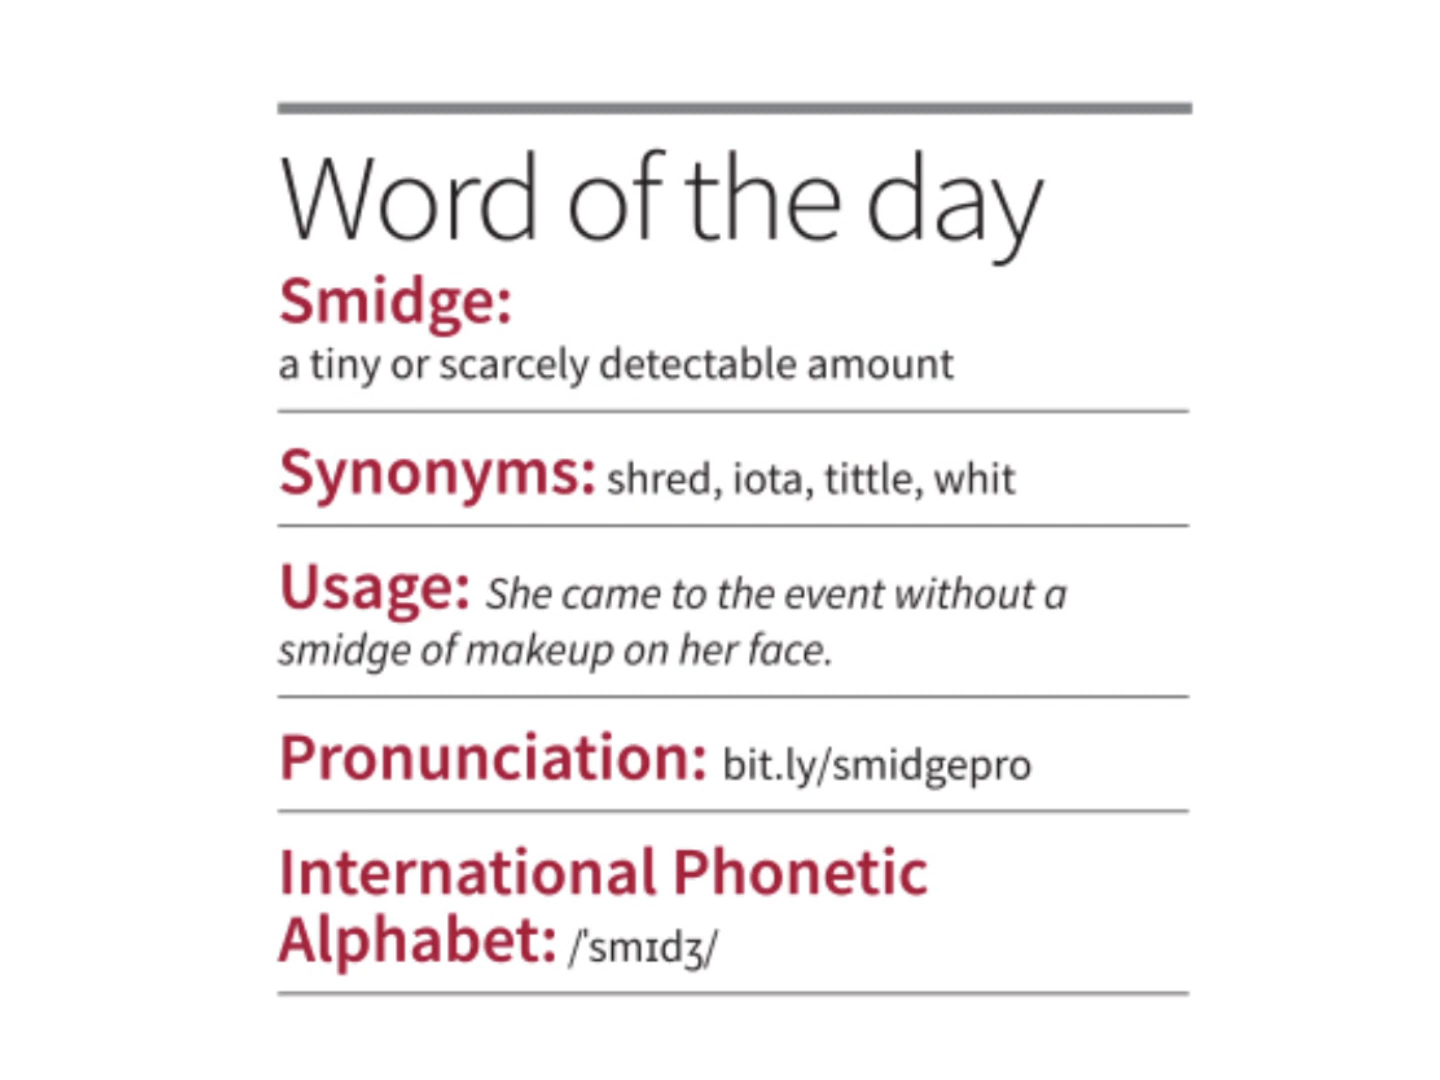 Word of the day
Smidge:
a tiny or scarcely detectable amount
Synonyms: shred, iota, tittle, whit
Usage: She came to the event without a
smidge of makeup on her face.
Pronunciation: bit.ly/smidgepro
International Phonetic
Alphabet: /ˈsmɪdʒ/